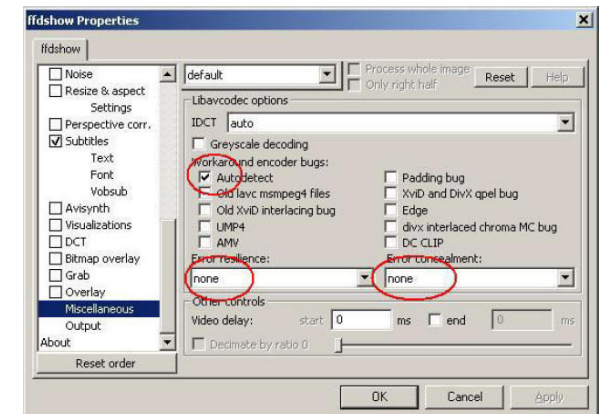 ffdshow Properties
ffdshow
Noise
Resize & aspect
Settings
Perspective corr.
Subtitles
Text
Font
Vobsub
Avisynth
Visualizations
DCT
Bitmap overlay
Grab
Overlay
Miscellaneous
Output
About
Reset order
default
Process whole image
Only right half
Reset
Help
Libavcodec options
IDCT auto
Greyscale decoding
Workaround encoder bugs:
Autodetect
Padding bug
Old lavc msmpeg4 files
XviD and DivX qpel bug
Old XviD interlacing bug
Edge
UMP4
divx interlaced chroma MC bug
AMV
DC CLIP
Error resilience:
Error concealment:
none
none
Other controls
Video delay: start 0 ms end 0 ms
Decimate by ratio 0
OK
Cancel
Apply